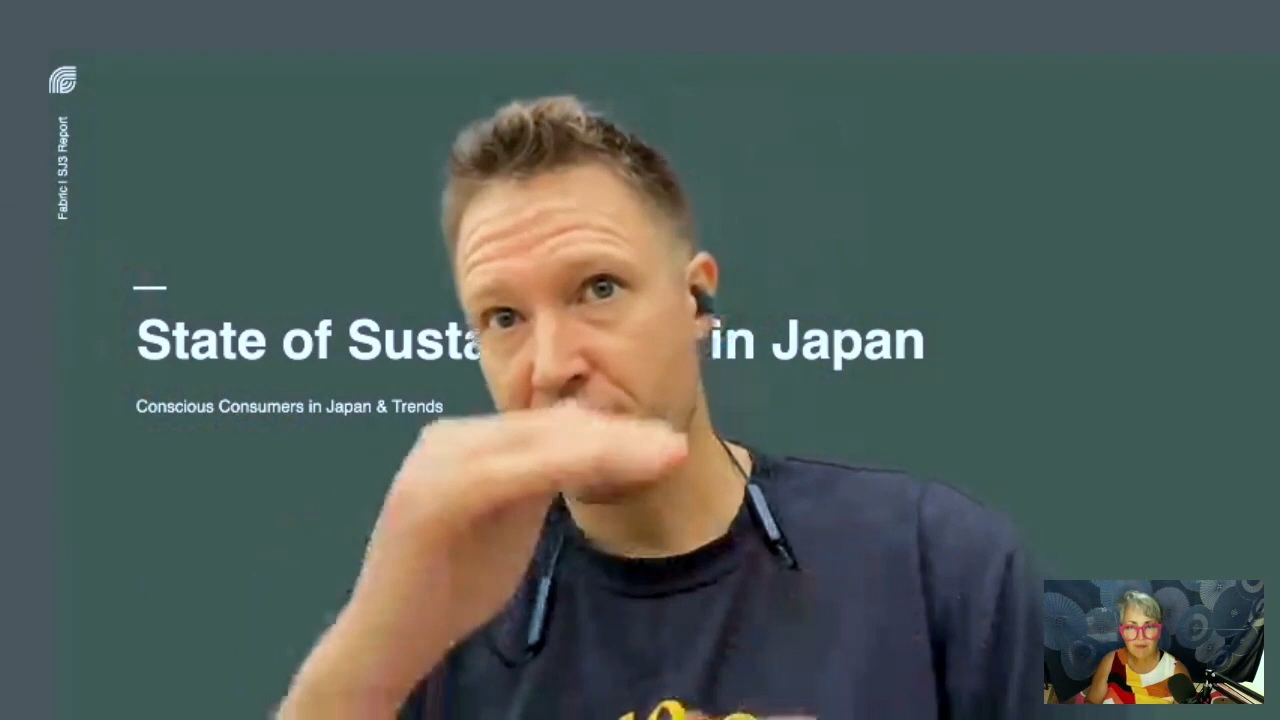 Fabric | SJ3 Report
State of Susta in Japan
Conscious Consumers in Japan & Trends